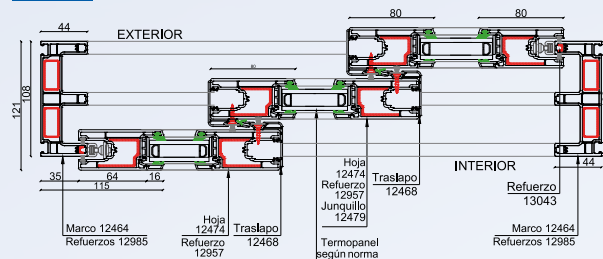 80
80
44
EXTERIOR
80
121
108
INTERIOR
44
35
64
16
115
Hoja
12474
Refuerzo
12957
Junquillo
12479
Traslapo
12468
Refuerzo
13043
Marco 12464
Refuerzos 12985
Hoja
12474
Refuerzo
12957
Traslapo
12468
Termopanel
según norma
Marco 12464
Refuerzos 12985